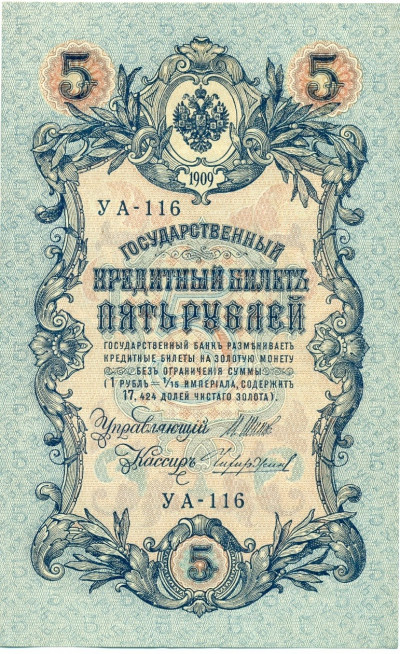 5 5
1909
УА-116
ГОСУДАРСТВЕННЫЙ
КРЕДИТНЫЙ БИЛЕТЪ
ПЯТЬ РУБЛЕЙ
ГОСУДАРСТВЕННЫЙ БАНКЪ РАЗМѢНИВАЕТЪ
КРЕДИТНЫЕ БИЛЕТЫ НА ЗОЛОТУЮ МОНЕТУ
БЕЗЪ ОГРАНИЧЕНІЯ СУММЫ
(1 РУБЛЬ = 1/15 ИМПЕРІАЛА, СОДЕРЖИТЪ
17,424 ДОЛЕЙ ЧИСТАГО ЗОЛОТА).
Управляющій
Кассиръ
УА-116
5